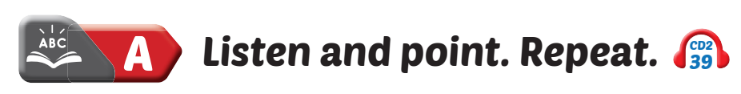 ABC
A Listen and point. Repeat.
CD2
39